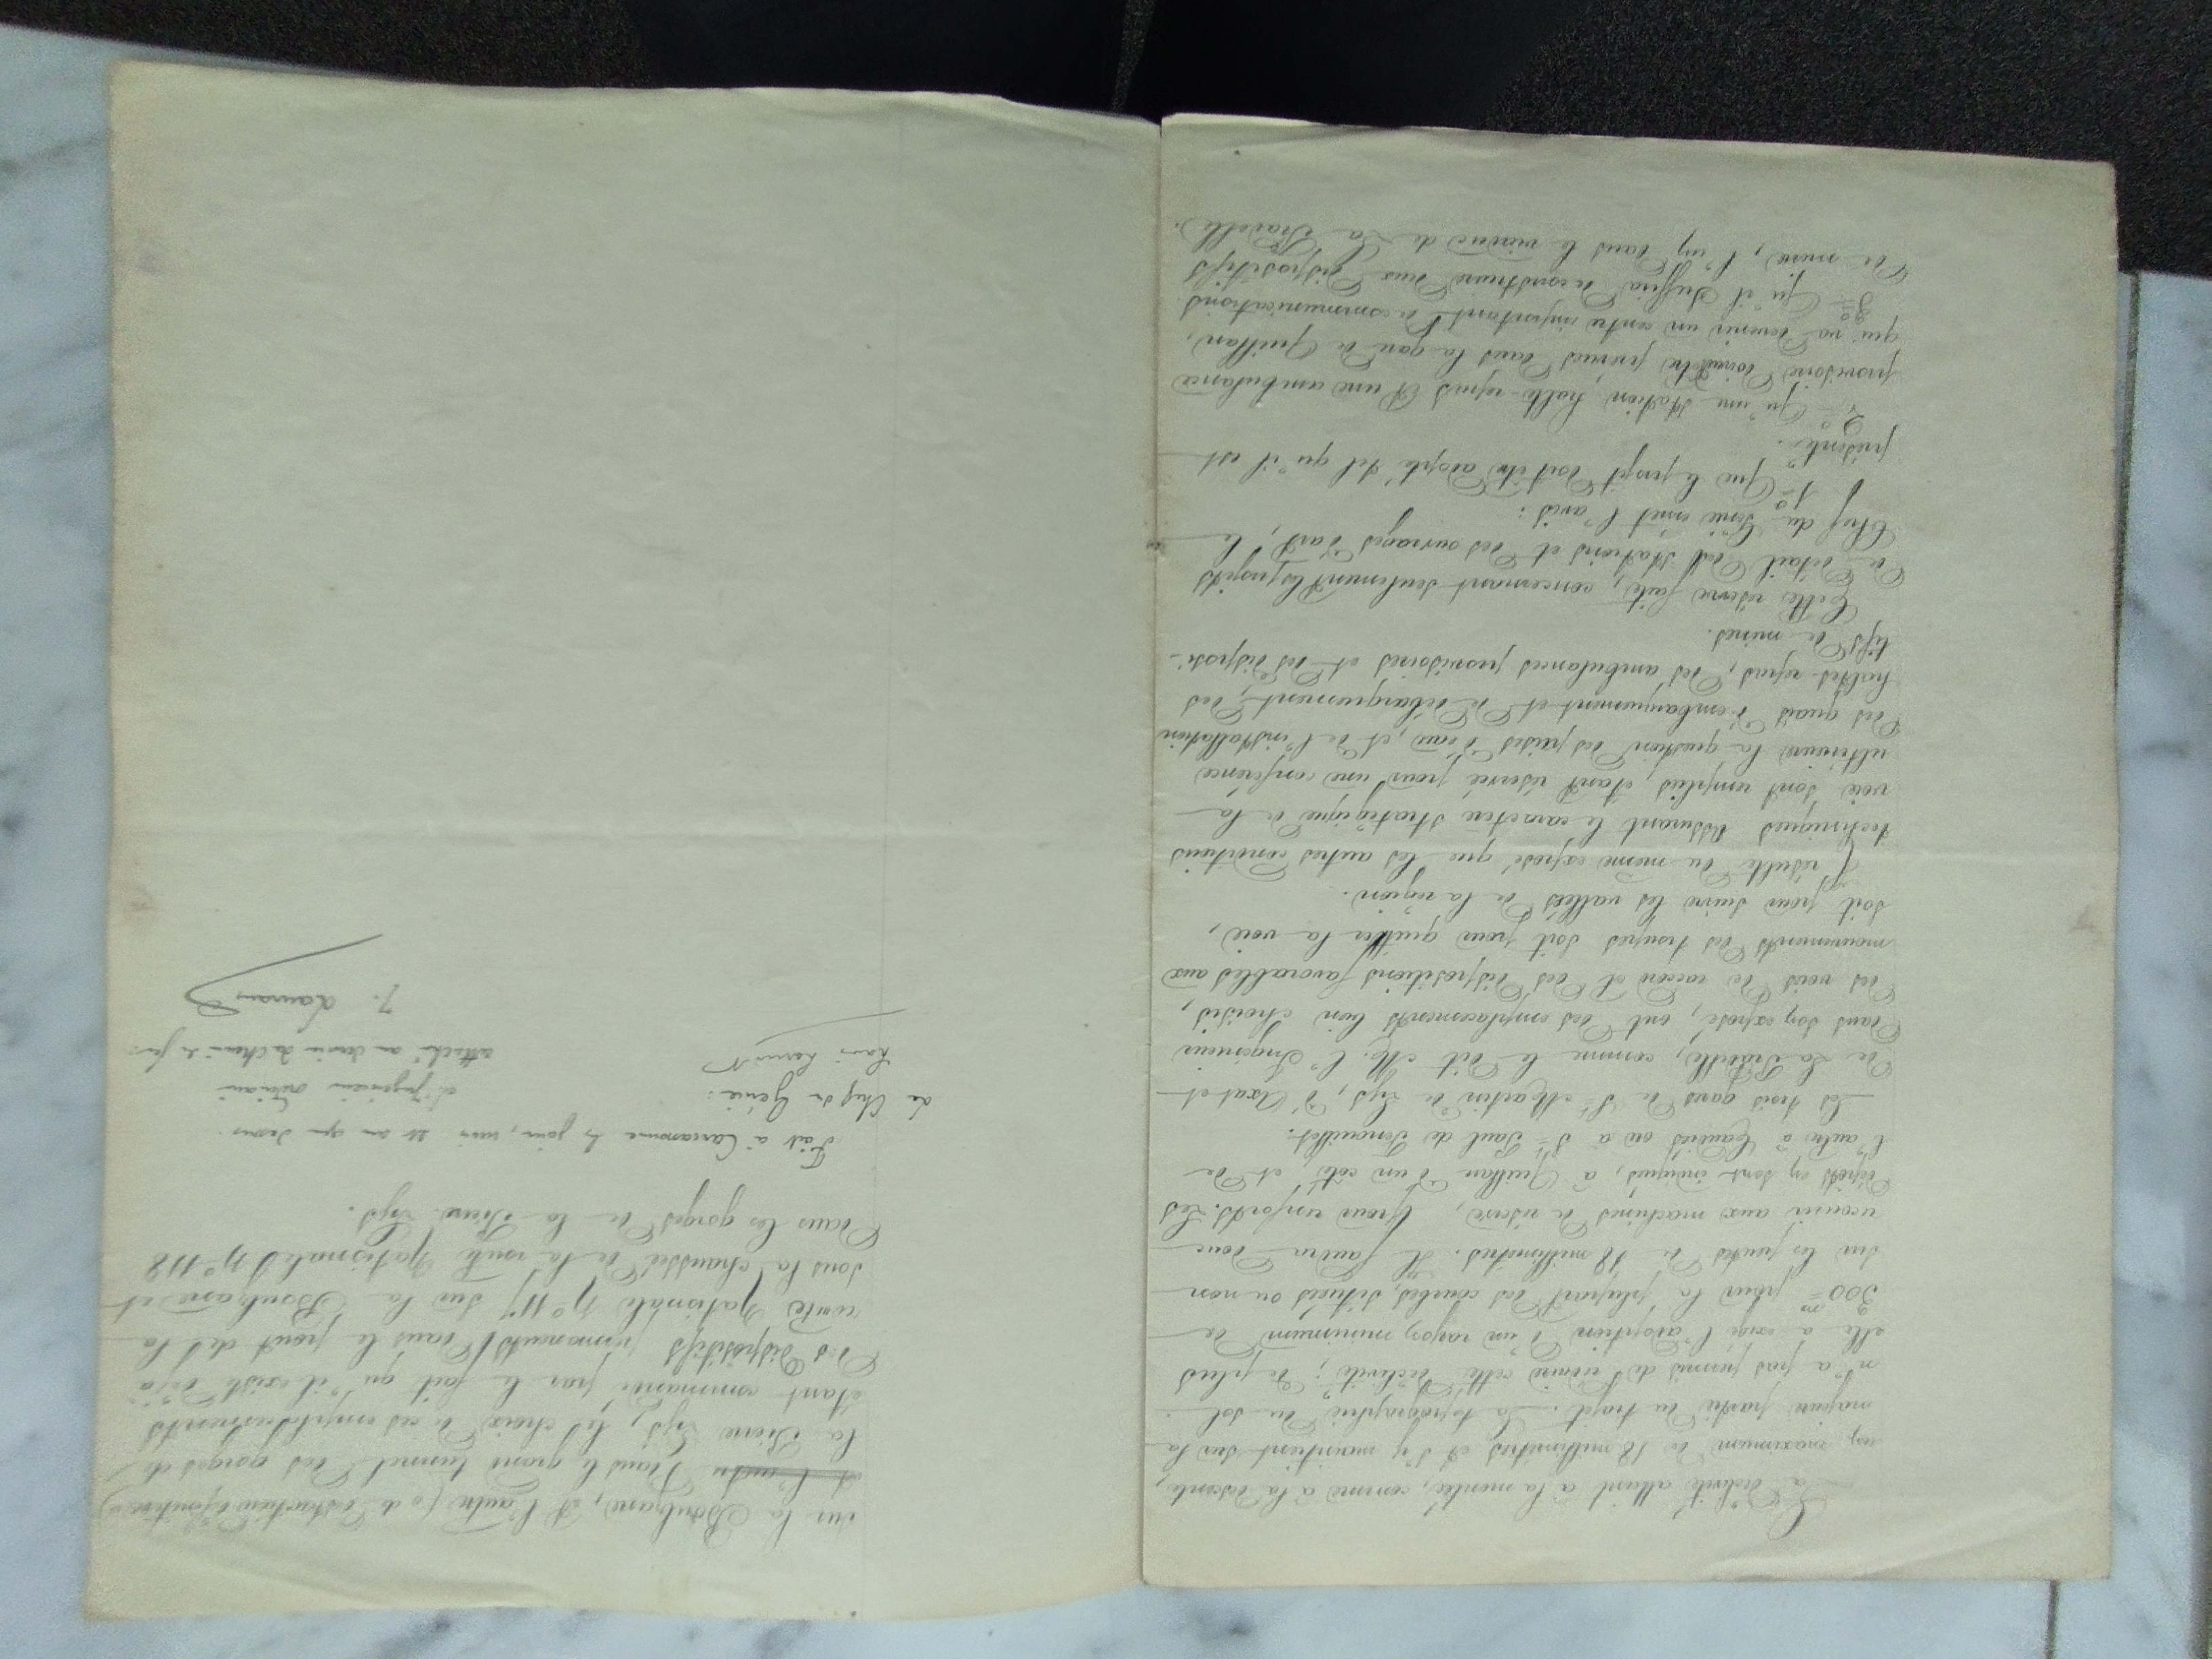 La déclivité atteint à la montée, comme à la descente,
un maximum de 18 millimètres et s'y maintient sur la
majeure partie du trajet. La topographie du sol
n'a pas permis de réduire cette déclivité; de plus
elle a exigé l'adoption d'un rayon minimum de
300m pour la plupart des courbes, situées ou non
sur les pentes de 18 millimètres. Il faudra donc
recourir aux machines de réserve, pour renforts. Les
dépôts en sont indiqués, à Quillan d'un côté, et de
l'autre à Caudiés ou à St Paul de Fenouillet.
Les trois gares de St Martin de Lys, d'Axat et
de La Pradelle, comme le dit M. l'Ingénieur
dans son exposé, ont des emplacements bien choisis,
des voies de raccord et des dispositions favorables aux
mouvements des troupes soit pour quitter la voie,
soit pour suivre les vallées de la région.
Il résulte du même exposé que les autres conditions
techniques assurant le caractère stratégique de la
voie sont remplies, étant réservée pour une conférence
ultérieure la question des prises d'eau, et de l'installation
des quais d'embarquement et de débarquement, des
haltes-repas, des ambulances provisoires et des disposi-
tifs de mines.
Cette réserve faite, concernant seulement les projets
de détail des stations et des ouvrages d'art, le
Chef du Génie émet l'avis:
1º Que le projet doit être adopté tel qu'il est
présenté.
2º Qu'une station halte-repas et une ambulance
provisoire doivent être prévues dans la gare de Quillan,
qui va devenir un centre important de communications.
3º Qu'il suffira de construire deux dispositifs
de mine, l'un dans le viaduc de La Pradelle
sur la Boulzane, et l'autre (de destruction définitive)
et l'autre dans le grand tunnel des gorges de
la Pierre Lys, le choix de ces emplacements
étant commandé par le fait qu'il existe déjà
des dispositifs permanents dans le pont de la
route Nationale Nº 117 sur la Boulzane et
sous la chaussée de la route Nationale Nº 118
dans les gorges de la Pierre-Lys.
Fait à Carcassonne les jour, mois et an que dessus.
Le Chef du Génie:
L'Ingénieur ordinaire
attaché au service du chemin de fer:
Louis
J. Laurans